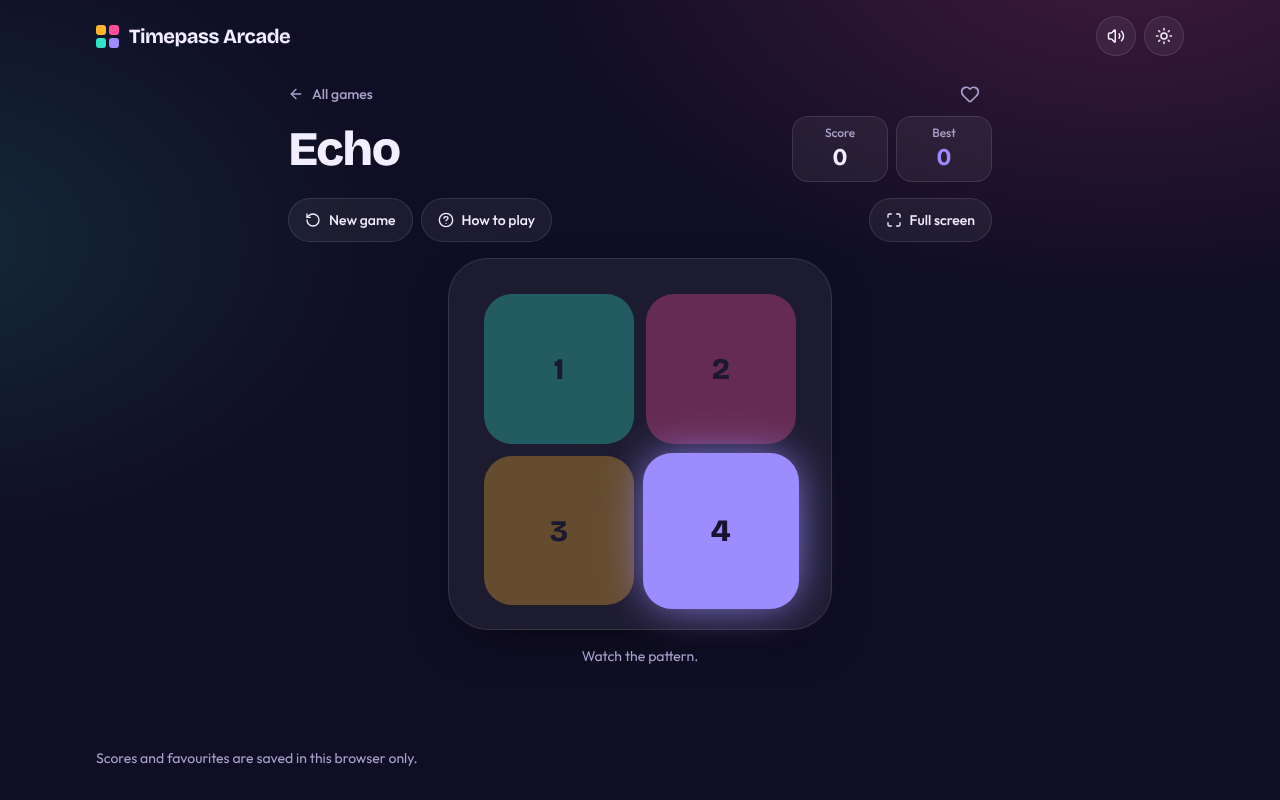 Timepass Arcade
All games
Echo
Score
0
Best
0
New game
How to play
Full screen
1
2
3
4
Watch the pattern.
Scores and favourites are saved in this browser only.